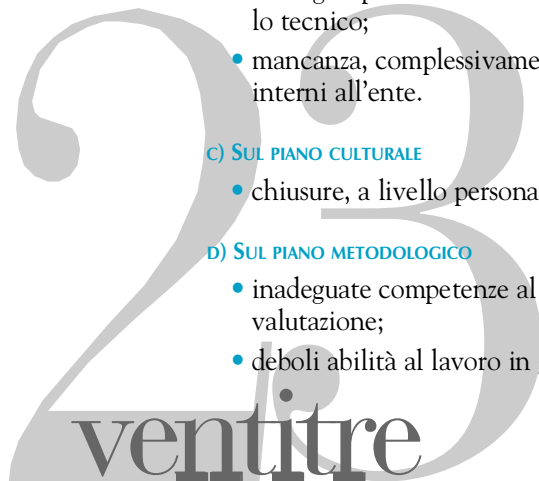 lo tecnico;
• mancanza, complessivame
interni all'ente.
C) SUL PIANO CULTURALE
• chiusure, a livello persona
D) SUL PIANO METODOLOGICO
• inadeguate competenze al
valutazione;
• deboli abilità al lavoro in
23
ventitre